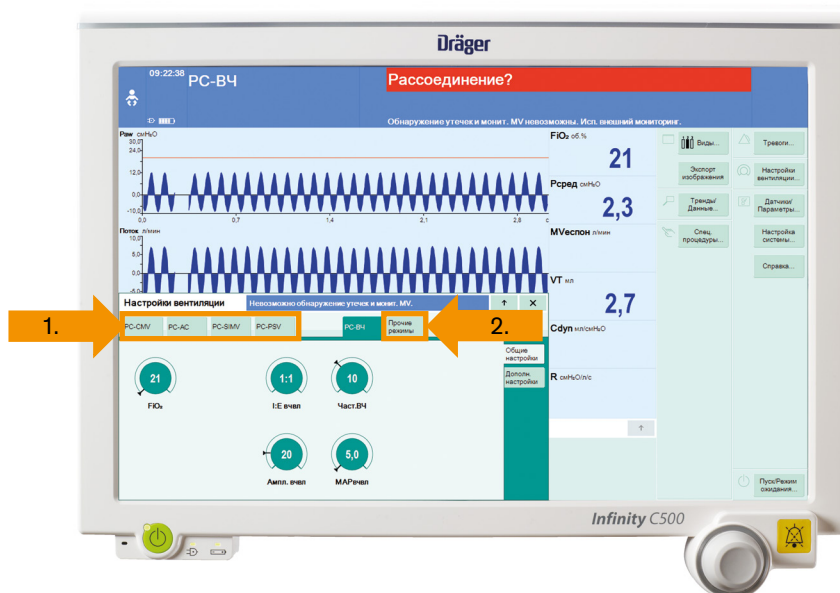 Dräger
09:22:38
РС-ВЧ
Рассоединение?
Обнаружение утечек и монит. MV невозможны. Исп. внешний мониторинг.
Paw смH₂O
30,0
24,0
12,0
0,0
-10,0
0,0
0,7
1,4
2,1
2,8
c
Поток л/мин
10,0
5,0
0,0
-5,0
FiO₂ об.%
21
Pсред смH₂O
2,3
MVеспон л/мин
VT мл
2,7
Cdyn мл/смH₂O
R смH₂O/л/с
Виды...
Экспорт
изображения
Тренды/
Данные...
Спец.
процедуры...
Тревоги...
Настройки
вентиляции...
Датчики/
Параметры...
Настройка
системы...
Справка...
Пуск/Режим
ожидания...
Настройки вентиляции
Невозможно обнаружение утечек и монит. MV.
1.
PC-CMV
PC-AC
PC-SIMV
PC-PSV
РС-ВЧ
Прочие
режимы
2.
Общие
настройки
Дополн.
настройки
21
FiO₂
1:1
I:E вчвл
10
Част.ВЧ
20
Ампл. вчвл
5,0
MAPвчвл
Infinity C500